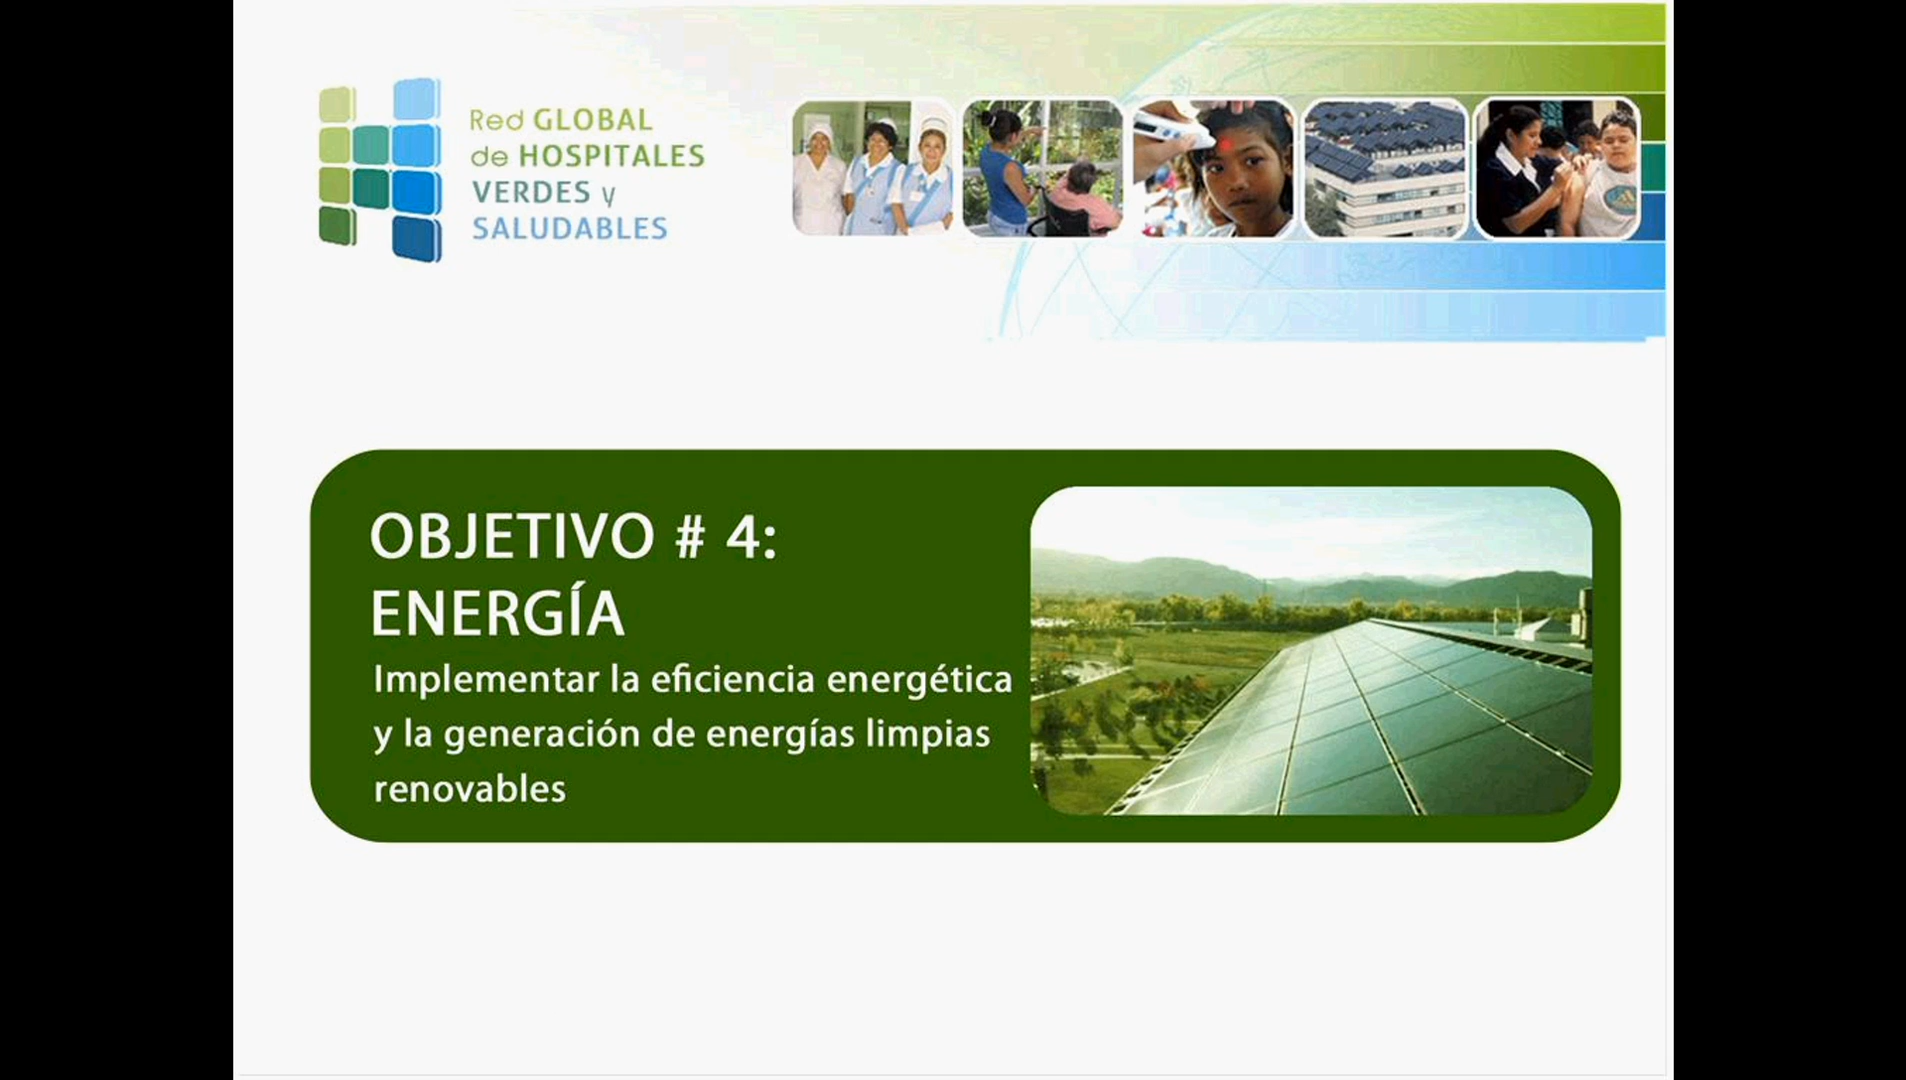 Red GLOBAL
de HOSPITALES
VERDES y
SALUDABLES
OBJETIVO # 4:
ENERGÍA
Implementar la eficiencia energética
y la generación de energías limpias
renovables